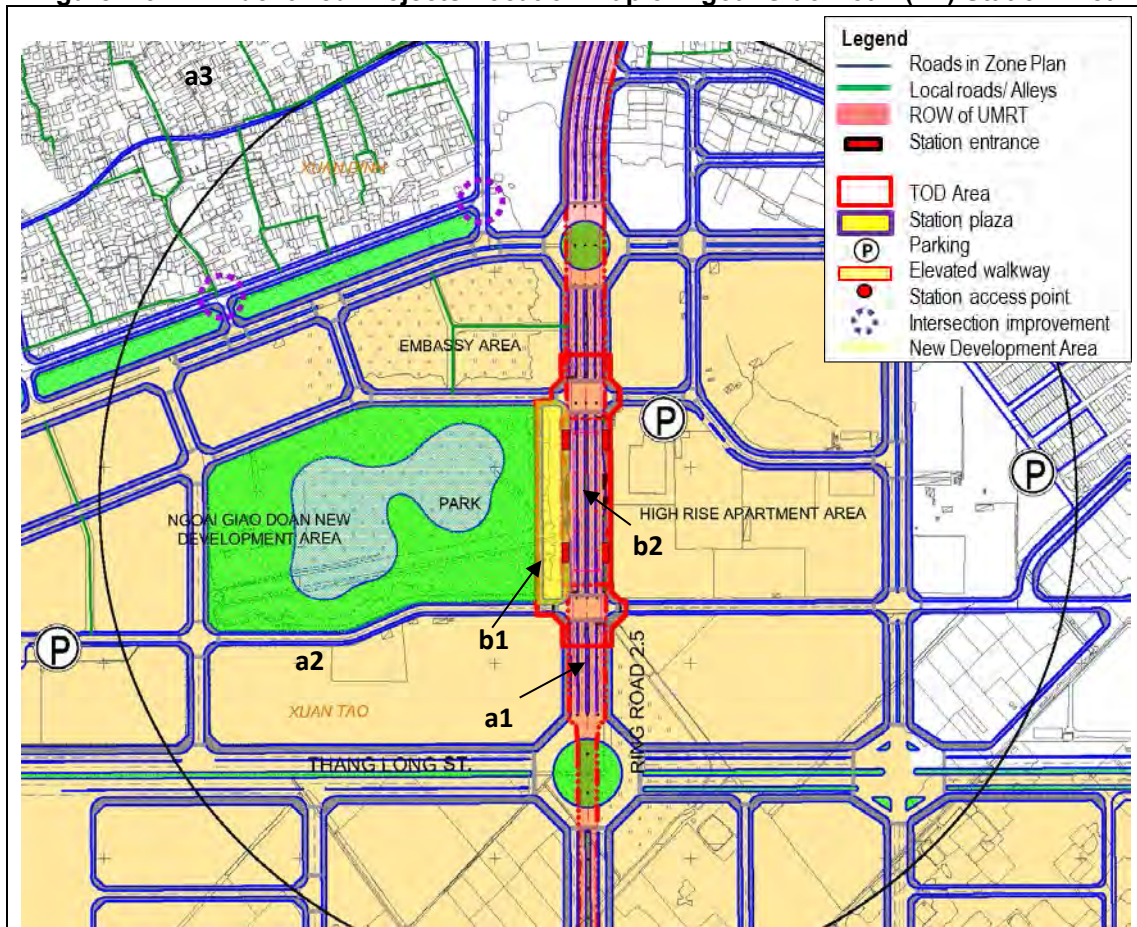 Legend
Roads in Zone Plan
Local roads/ Alleys
ROW of UMRT
Station entrance
TOD Area
Station plaza
P
Parking
Elevated walkway
Station access point
Intersection improvement
New Development Area
a3
XUAN DINH
EMBASSY AREA
P
P
PARK
HIGH RISE APARTMENT AREA
NGOAI GIAO DOAN NEW
DEVELOPMENT AREA
b2
b1
P
a2
a1
RING ROAD 2.5
XUAN TAO
THANG LONG ST.